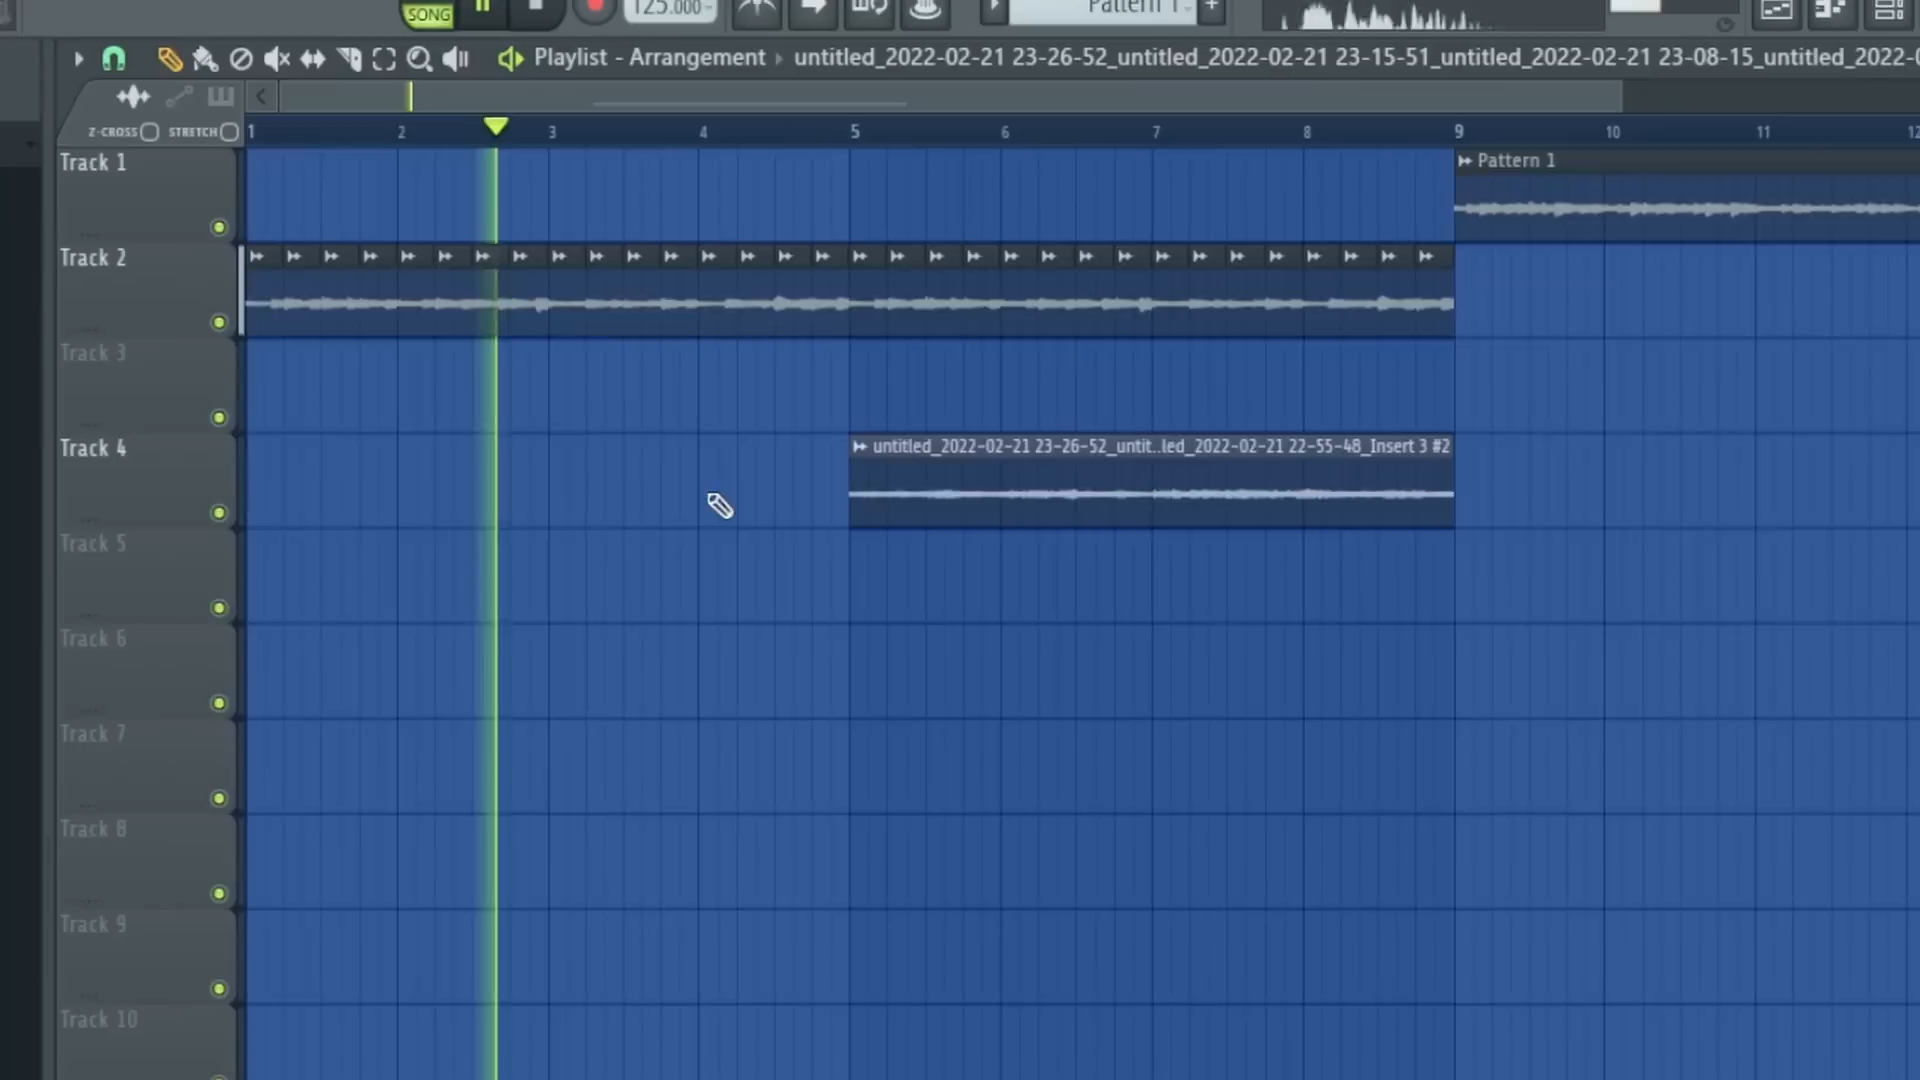 SONG
125.000
Pattern 1
+
Playlist - Arrangement
untitled_2022-02-21 23-26-52_untitled_2022-02-21 23-15-51_untitled_2022-02-21 23-08-15_untitled_2022-
Z-CROSS STRETCH
1 2 3 4 5 6 7 8 9 10 11 12
Track 1
Pattern 1
Track 2
Track 3
Track 4
untitled_2022-02-21 23-26-52_untit..led_2022-02-21 22-55-48_Insert 3 #2
Track 5
Track 6
Track 7
Track 8
Track 9
Track 10